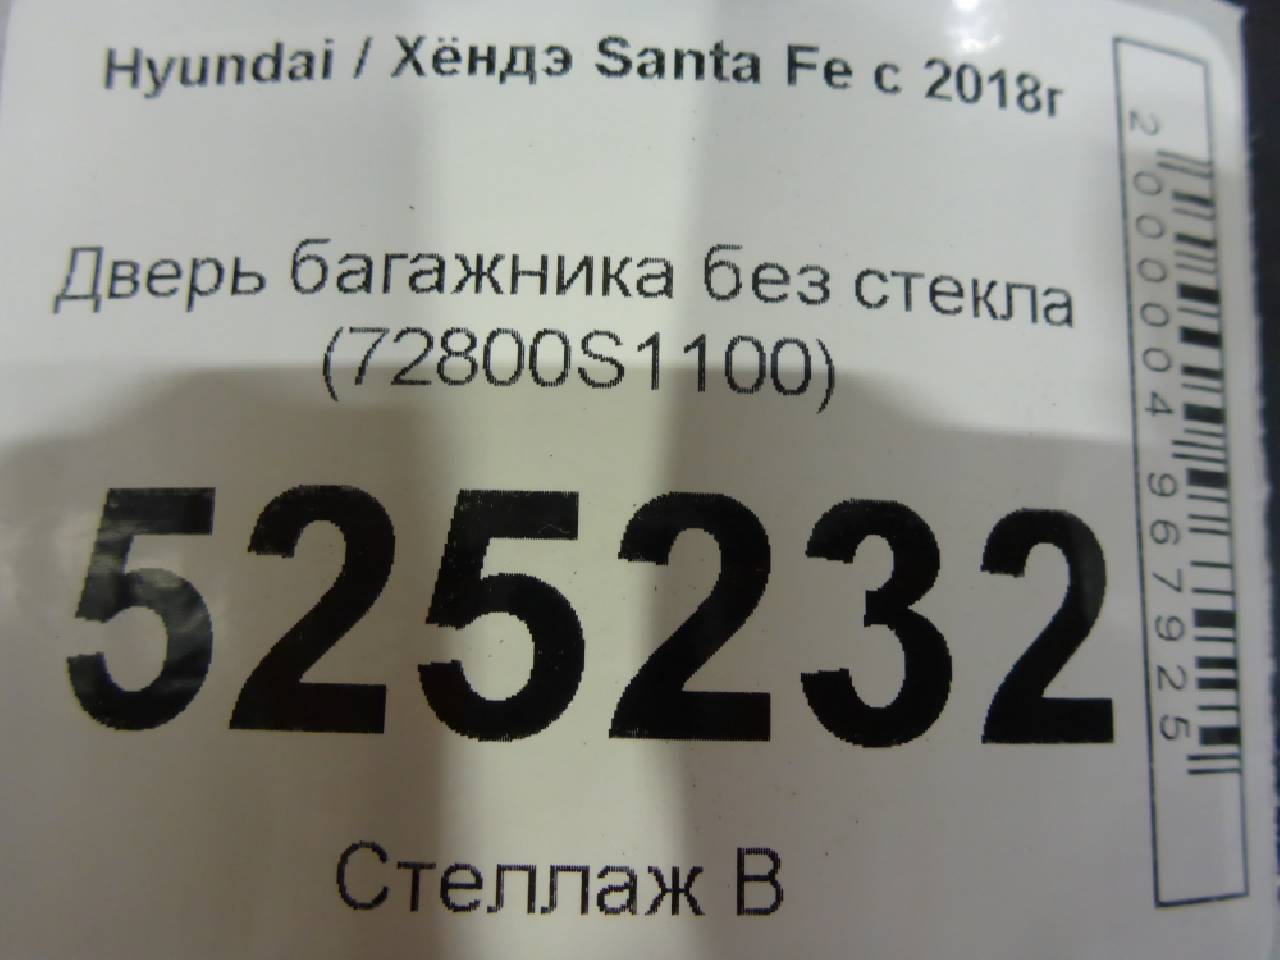 Hyundai / Хёндэ Santa Fe с 2018г
Дверь багажника без стекла
(72800S1100)
525232
Стеллаж В
2000004967925